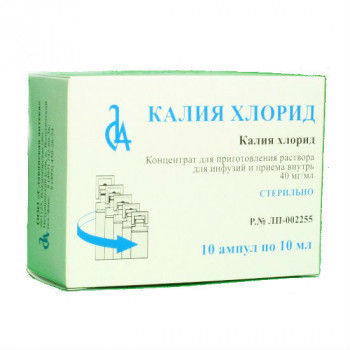 КАЛИЯ ХЛОРИД
Калия хлорид
Концентрат для приготовления раствора
для инфузий и приема внутрь
40 мг/мл
СТЕРИЛЬНО
Р.№ ЛП-002255
10 ампул по 10 мл